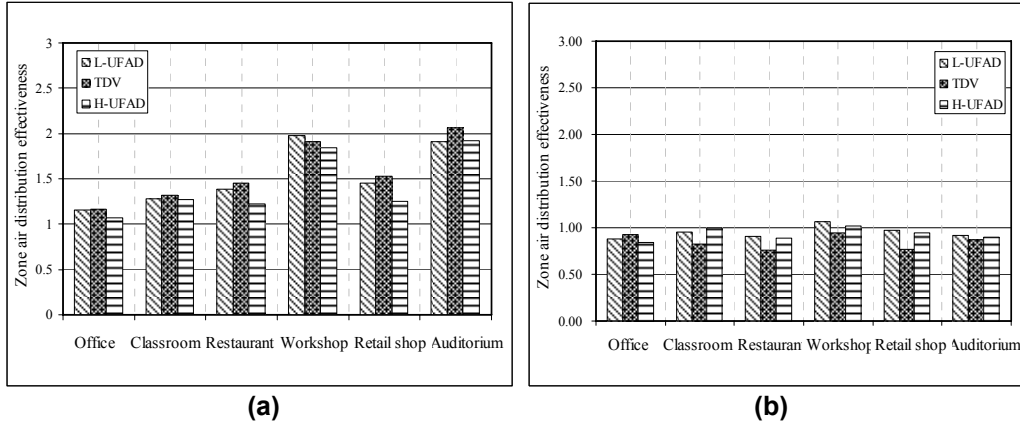 3
2.5
2
1.5
1
0.5
0
Zone air distribution effectiveness
L-UFAD
TDV
H-UFAD
Office Classroom Restaurant Workshop Retail shop Auditorium
(a)
3.00
2.50
2.00
1.50
1.00
0.50
0.00
Zone air distribution effectiveness
L-UFAD
TDV
H-UFAD
Office Classroom Restauran Workshop Retail shop Auditorium
(b)